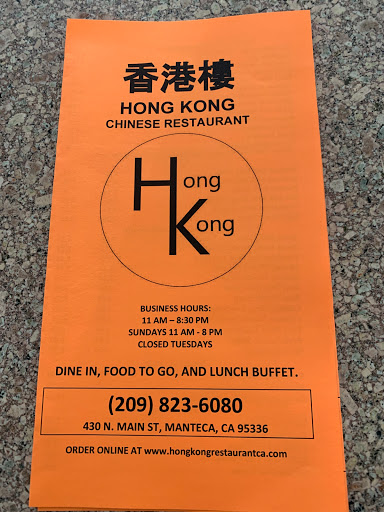 香港樓
HONG KONG
CHINESE RESTAURANT
Hong
Kong
BUSINESS HOURS:
11 AM – 8:30 PM
SUNDAYS 11 AM - 8 PM
CLOSED TUESDAYS
DINE IN, FOOD TO GO, AND LUNCH BUFFET.
(209) 823-6080
430 N. MAIN ST, MANTECA, CA 95336
ORDER ONLINE AT www.hongkongrestaurantca.com